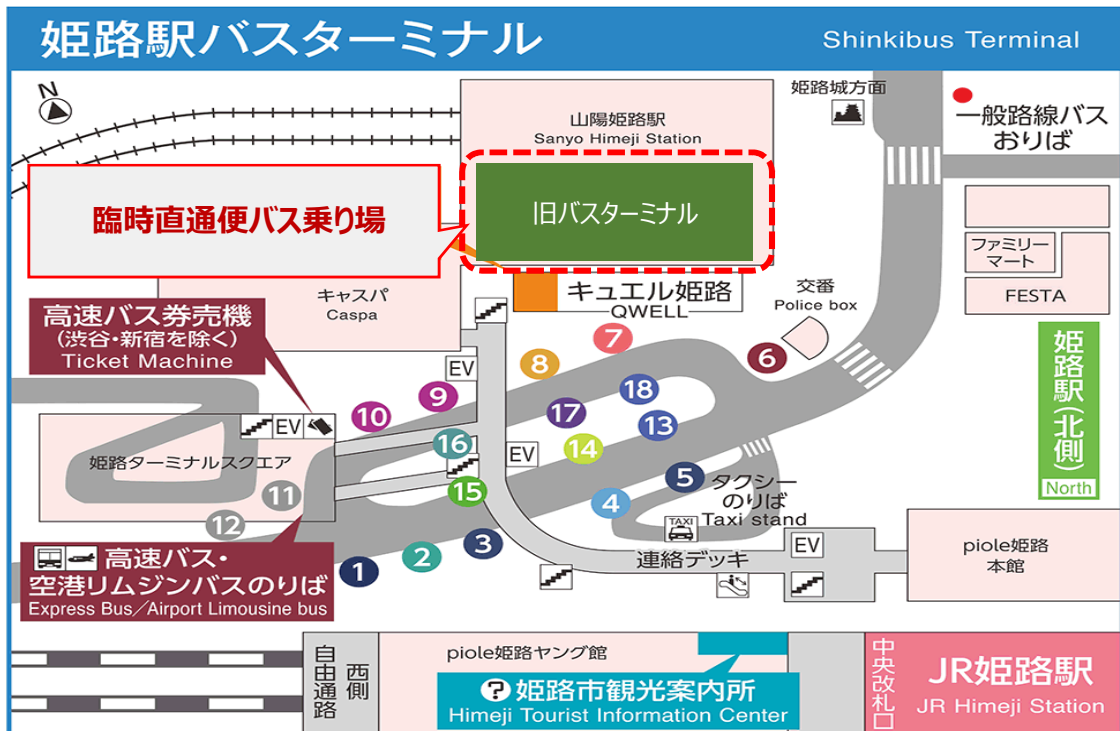 姫路駅バスターミナル
Shinkibus Terminal
N
山陽姫路駅
Sanyo Himeji Station
姫路城方面
一般路線バス
おりば
臨時直通便バス乗り場
旧バスターミナル
ファミリー
マート
FESTA
キャスパ
Caspa
キュエル姫路
QWELL
交番
Police box
高速バス券売機
(渋谷・新宿を除く)
Ticket Machine
EV
7
8
6
姫路駅(北側)
North
9
10
18
17
13
EV
16
14
EV
姫路ターミナルスクエア
15
11
12
5
4
タクシー
のりば
Taxi stand
TAXI
3
2
1
連絡デッキ
EV
piole姫路
本館
高速バス・
空港リムジンバスのりば
Express Bus/Airport Limousine bus
自由通路
西側
piole姫路ヤング館
?姫路市観光案内所
Himeji Tourist Information Center
中央改札口
JR姫路駅
JR Himeji Station